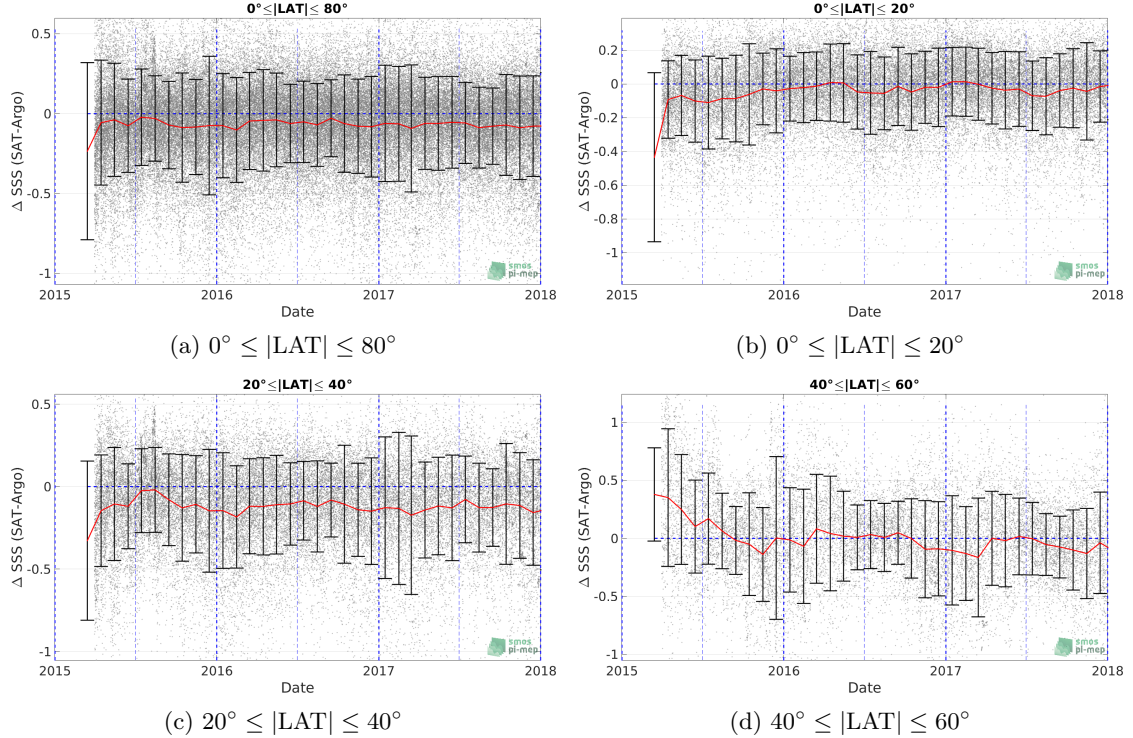 0°≤|LAT|≤ 80°
0.5
0
-0.5
-1
Δ SSS (SAT-Argo)
2015
2016
2017
2018
Date
smos
pi-mep
(a) 0° ≤ |LAT| ≤ 80°
0°≤|LAT|≤ 20°
0.2
0
-0.2
-0.4
-0.6
-0.8
-1
Δ SSS (SAT-Argo)
2015
2016
2017
2018
Date
smos
pi-mep
(b) 0° ≤ |LAT| ≤ 20°
20°≤|LAT|≤ 40°
0.5
0
-0.5
-1
Δ SSS (SAT-Argo)
2015
2016
2017
2018
Date
smos
pi-mep
(c) 20° ≤ |LAT| ≤ 40°
40°≤|LAT|≤ 60°
1
0.5
0
-0.5
-1
Δ SSS (SAT-Argo)
2015
2016
2017
2018
Date
smos
pi-mep
(d) 40° ≤ |LAT| ≤ 60°